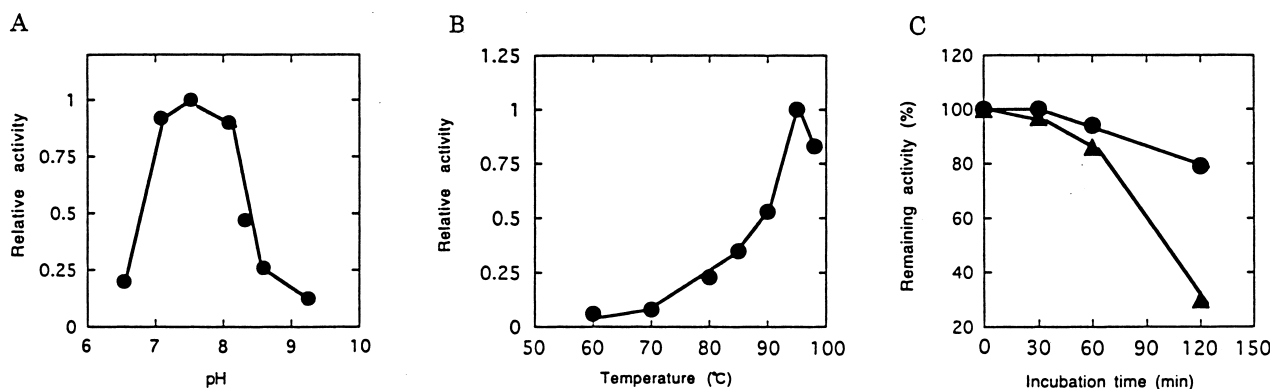 A
Relative activity
1
0.75
0.5
0.25
0
6 7 8 9 10
pH
B
Relative activity
1.25
1
0.75
0.5
0.25
0
50 60 70 80 90 100
Temperature (℃)
C
Remaining activity (%)
120
100
80
60
40
20
0 30 60 90 120 150
Incubation time (min)